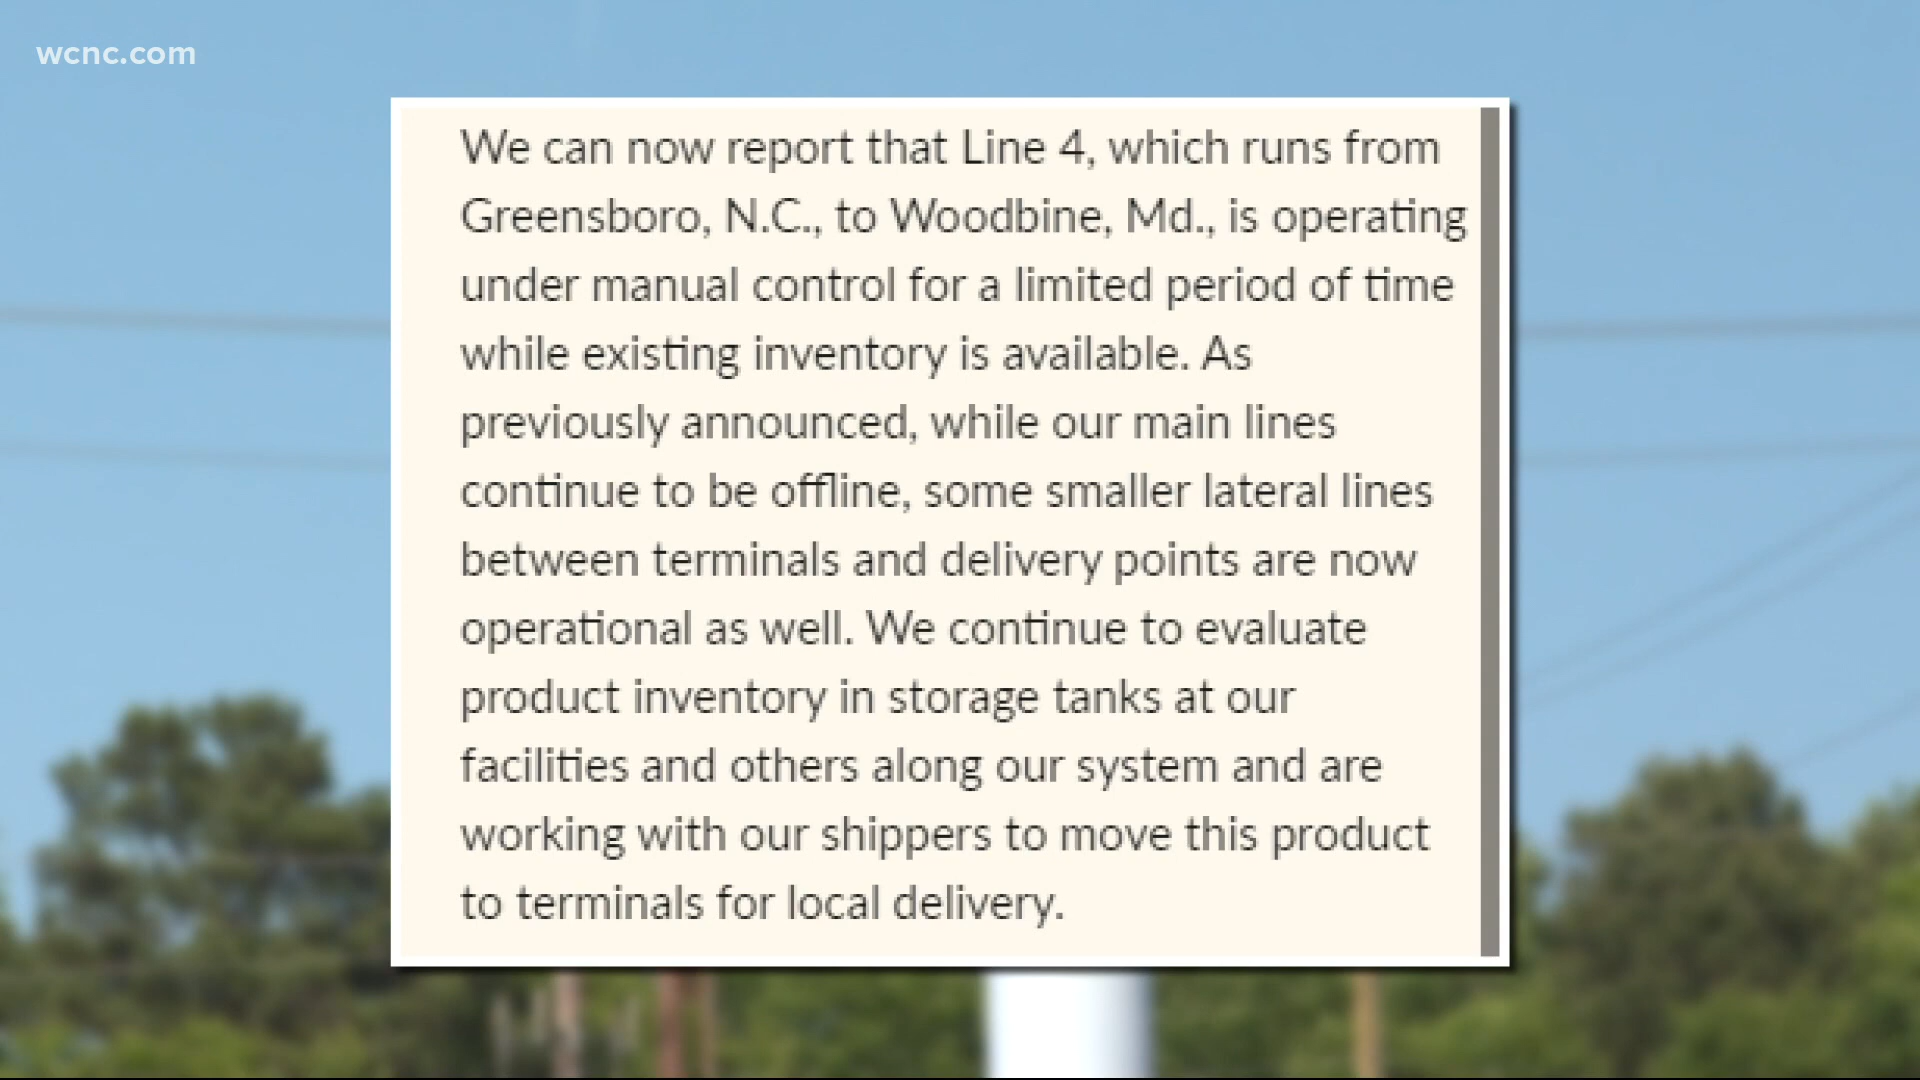 wcnc.com
We can now report that Line 4, which runs from
Greensboro, N.C., to Woodbine, Md., is operating
under manual control for a limited period of time
while existing inventory is available. As
previously announced, while our main lines
continue to be offline, some smaller lateral lines
between terminals and delivery points are now
operational as well. We continue to evaluate
product inventory in storage tanks at our
facilities and others along our system and are
working with our shippers to move this product
to terminals for local delivery.